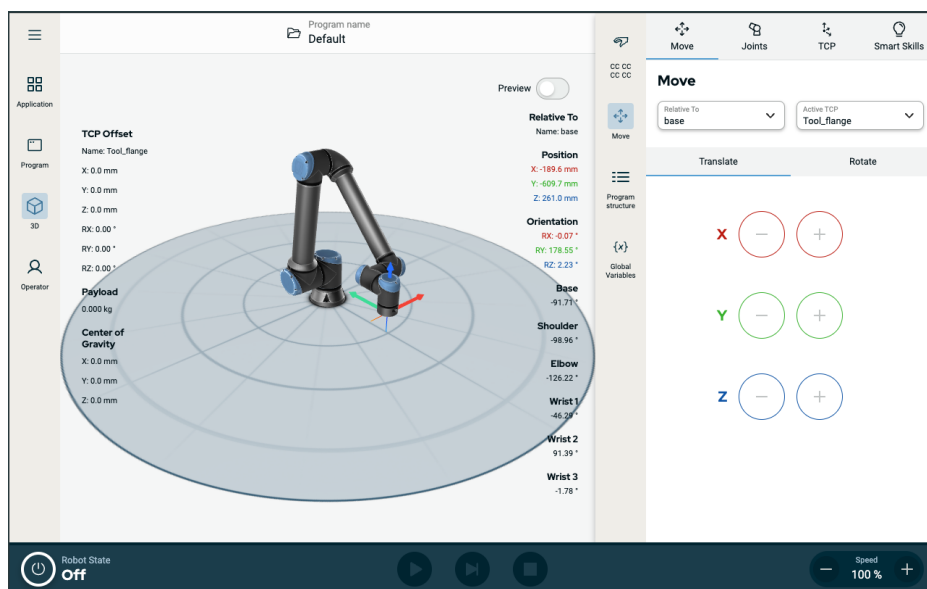 Program name
Default
Application
Program
3D
Operator
Preview
TCP Offset
Name: Tool_flange
X: 0.0 mm
Y: 0.0 mm
Z: 0.0 mm
RX: 0.00 °
RY: 0.00 °
RZ: 0.00 °
Payload
0.000 kg
Center of
Gravity
X: 0.0 mm
Y: 0.0 mm
Z: 0.0 mm
Relative To
Name: base
Position
X: -189.6 mm
Y: -609.7 mm
Z: 261.0 mm
Orientation
RX: -0.07 °
RY: 178.55 °
RZ: 2.23 °
Base
-91.71 °
Shoulder
-98.96 °
Elbow
-126.22 °
Wrist 1
-46.29 °
Wrist 2
91.39 °
Wrist 3
-1.78 °
CC CC
CC CC
Move
Program
structure
{x}
Global
Variables
Move
Joints
TCP
Smart Skills
Move
Relative To
base
Active TCP
Tool_flange
Translate
Rotate
X − +
Y − +
Z − +
Robot State
Off
Speed
− 100 % +